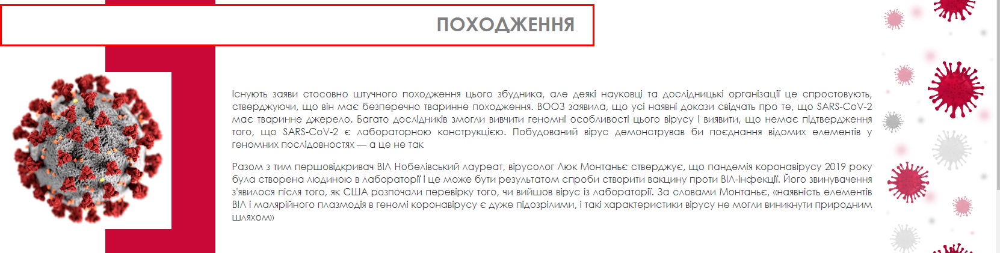 ПОХОДЖЕННЯ
Існують заяви стосовно штучного походження цього збудника, але деякі науковці та дослідницькі організації це спростовують,
стверджуючи, що він має безперечно тваринне походження. ВООЗ заявила, що усі наявні докази свідчать про те, що SARS-CoV-2
має тваринне джерело. Багато дослідників змогли вивчити геномні особливості цього вірусу і виявити, що немає підтвердження
того, що SARS-CoV-2 є лабораторною конструкцією. Побудований вірус демонстрував би поєднання відомих елементів у
геномних послідовностях — а це не так
Разом з тим першовідкривач ВІЛ Нобелівський лауреат, вірусолог Люк Монтаньє стверджує, що пандемія коронавірусу 2019 року
була створена людиною в лабораторії і це може бути результатом спроби створити вакцину проти ВІЛ-інфекції. Його звинувачення
з'явилося після того, як США розпочали перевірку того, чи вийшов вірус із лабораторії. За словами Монтаньє, «наявність елементів
ВІЛ і малярійного плазмодія в геномі коронавірусу є дуже підозрілими, і такі характеристики вірусу не могли виникнути природним
шляхом»